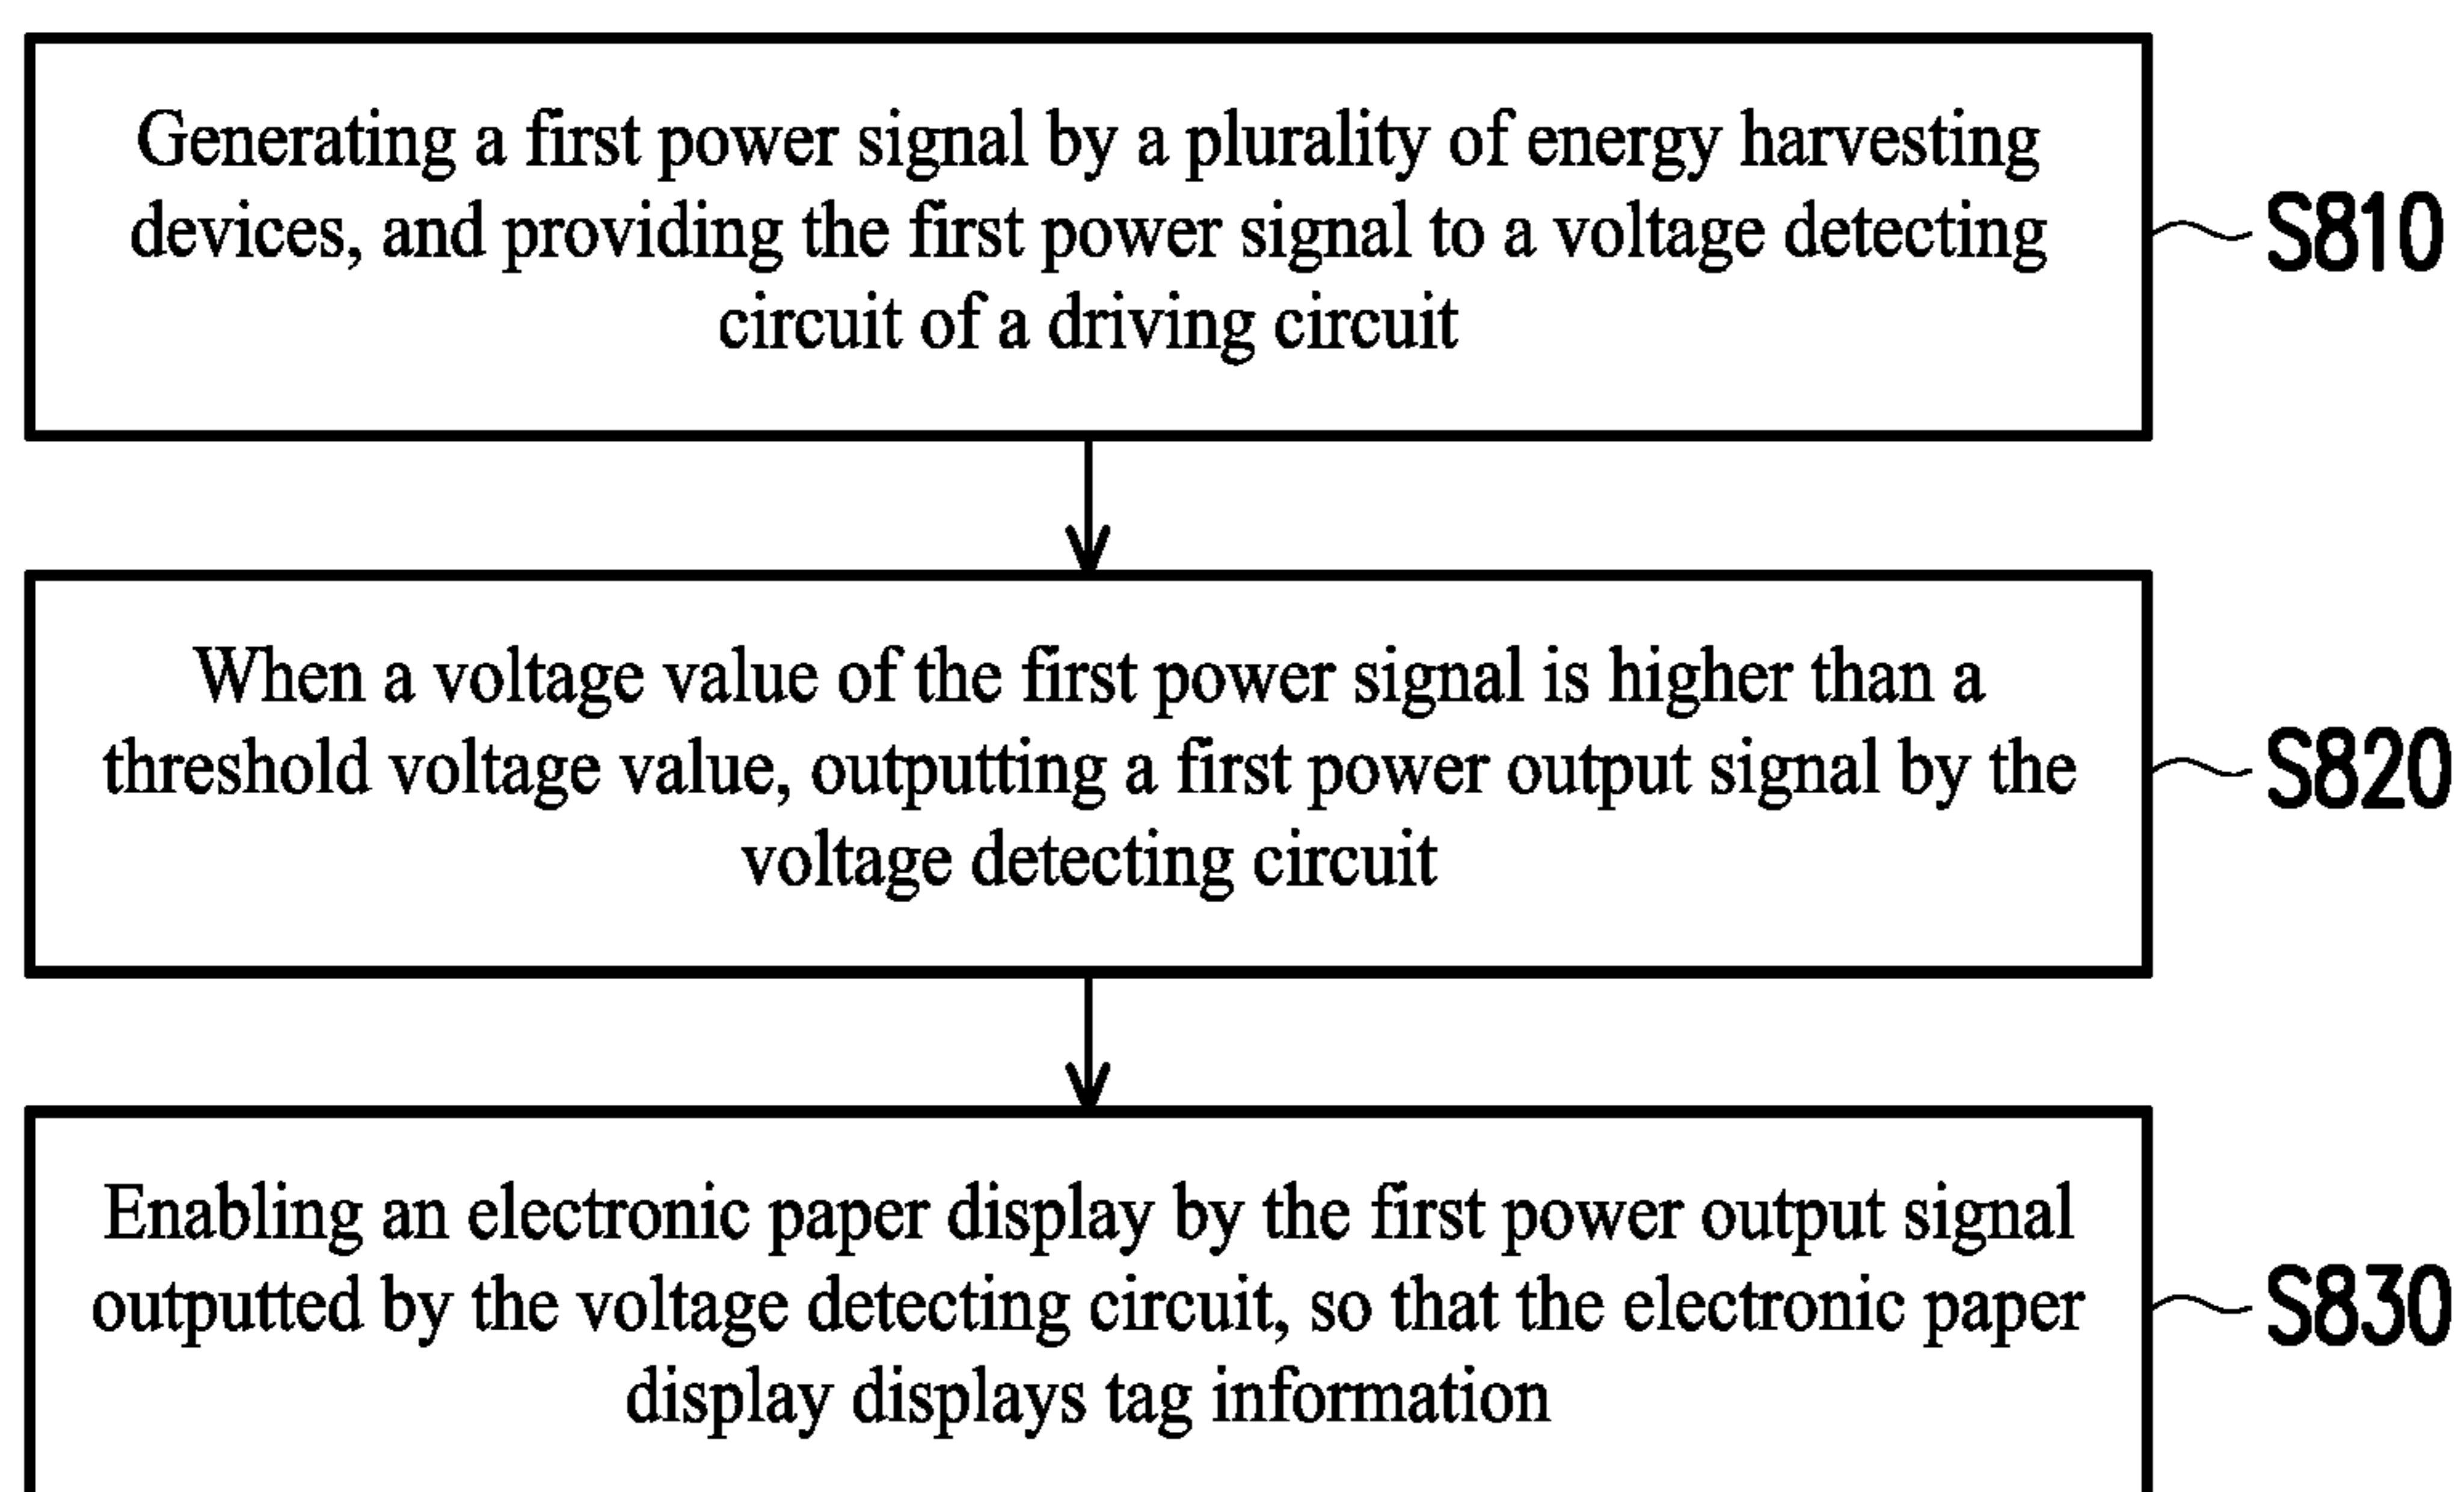 Generating a first power signal by a plurality of energy harvesting
devices, and providing the first power signal to a voltage detecting
circuit of a driving circuit
S810
When a voltage value of the first power signal is higher than a
threshold voltage value, outputting a first power output signal by the
voltage detecting circuit
S820
Enabling an electronic paper display by the first power output signal
outputted by the voltage detecting circuit, so that the electronic paper
display displays tag information
S830